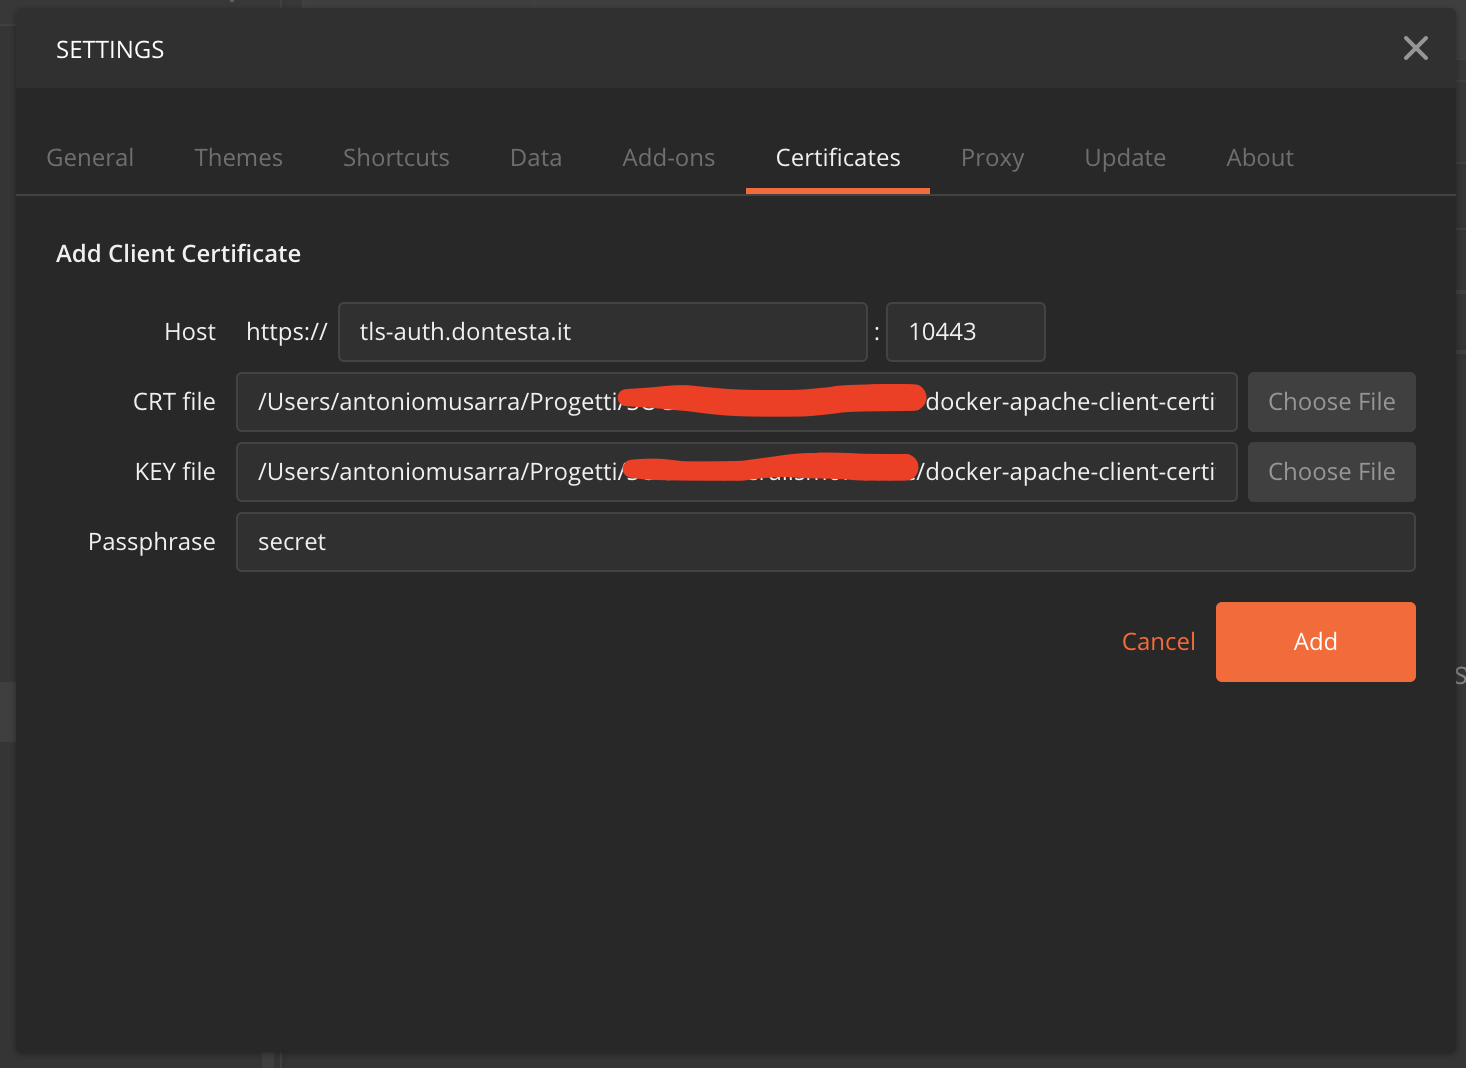 SETTINGS
General Themes Shortcuts Data Add-ons Certificates Proxy Update About
Add Client Certificate
Host https:// tls-auth.dontesta.it : 10443
CRT file /Users/antoniomusarra/Progetti/ docker-apache-client-certi Choose File
KEY file /Users/antoniomusarra/Progetti/ /docker-apache-client-certi Choose File
Passphrase secret
Cancel Add